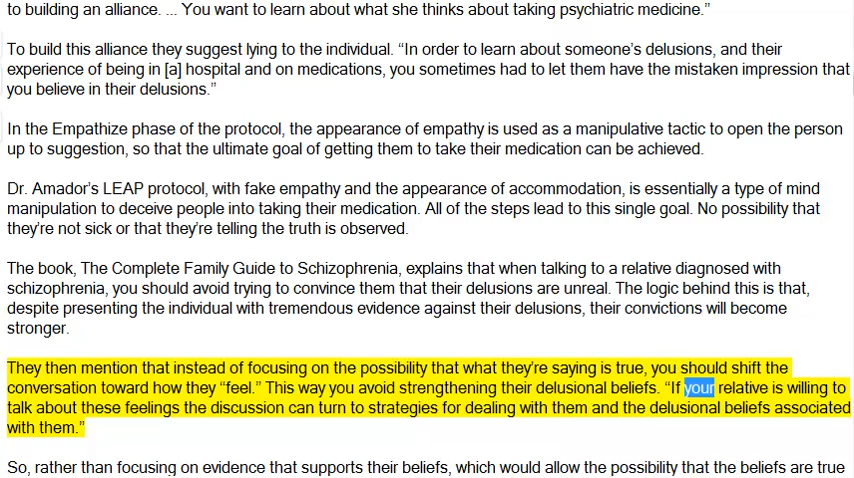 to building an alliance. ... You want to learn about what she thinks about taking psychiatric medicine.”
To build this alliance they suggest lying to the individual. “In order to learn about someone’s delusions, and their
experience of being in [a] hospital and on medications, you sometimes had to let them have the mistaken impression that
you believe in their delusions.”
In the Empathize phase of the protocol, the appearance of empathy is used as a manipulative tactic to open the person
up to suggestion, so that the ultimate goal of getting them to take their medication can be achieved.
Dr. Amador’s LEAP protocol, with fake empathy and the appearance of accommodation, is essentially a type of mind
manipulation to deceive people into taking their medication. All of the steps lead to this single goal. No possibility that
they’re not sick or that they’re telling the truth is observed.
The book, The Complete Family Guide to Schizophrenia, explains that when talking to a relative diagnosed with
schizophrenia, you should avoid trying to convince them that their delusions are unreal. The logic behind this is that,
despite presenting the individual with tremendous evidence against their delusions, their convictions will become
stronger.
They then mention that instead of focusing on the possibility that what they’re saying is true, you should shift the
conversation toward how they “feel.” This way you avoid strengthening their delusional beliefs. “If your relative is willing to
talk about these feelings the discussion can turn to strategies for dealing with them and the delusional beliefs associated
with them.”
So, rather than focusing on evidence that supports their beliefs, which would allow the possibility that the beliefs are true